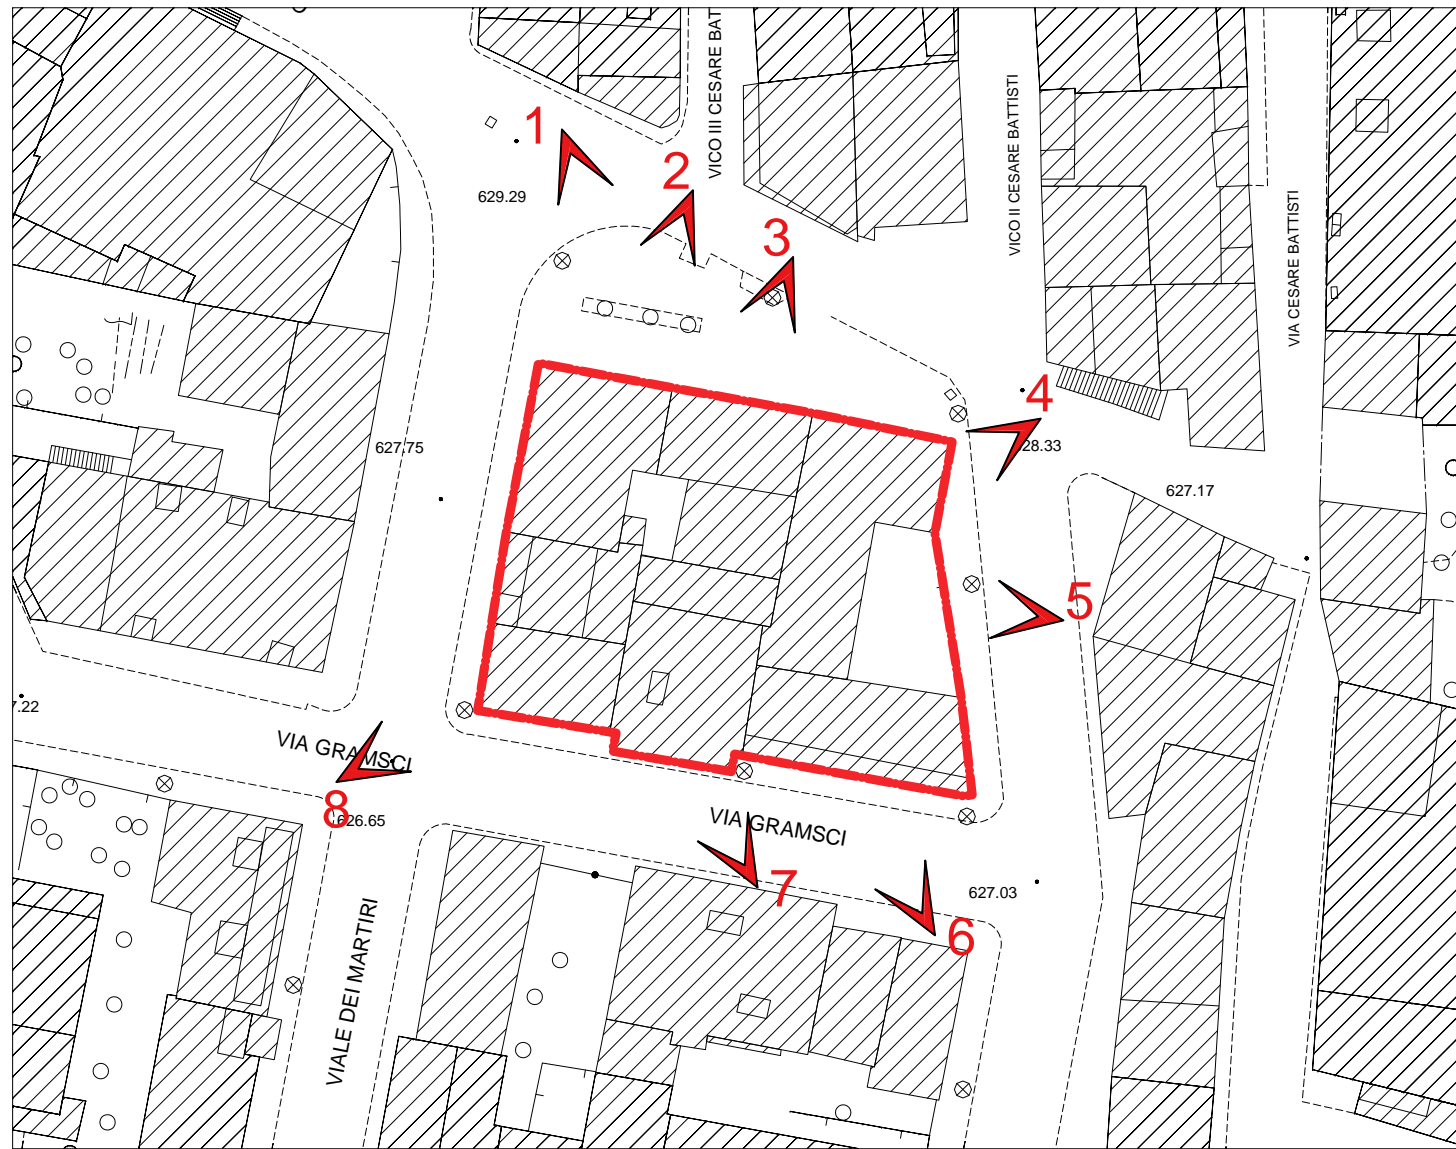 VICO III CESARE BAT
1
2
629.29
3
VICO II CESARE BATTISTI
VIA CESARE BATTISTI
4
627.75
28.33
627.17
5
7.22
VIA GRAMSCI
8
626.65
VIA GRAMSCI
7
627.03
6
VIALE DEI MARTIRI